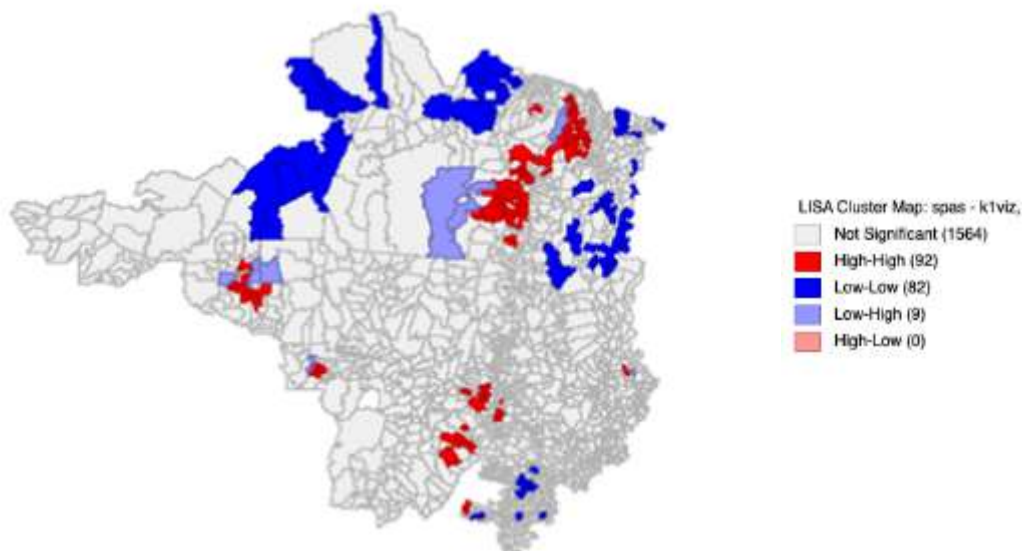 LISA Cluster Map: spas - k1viz,
Not Significant (1564)
High-High (92)
Low-Low (82)
Low-High (9)
High-Low (0)